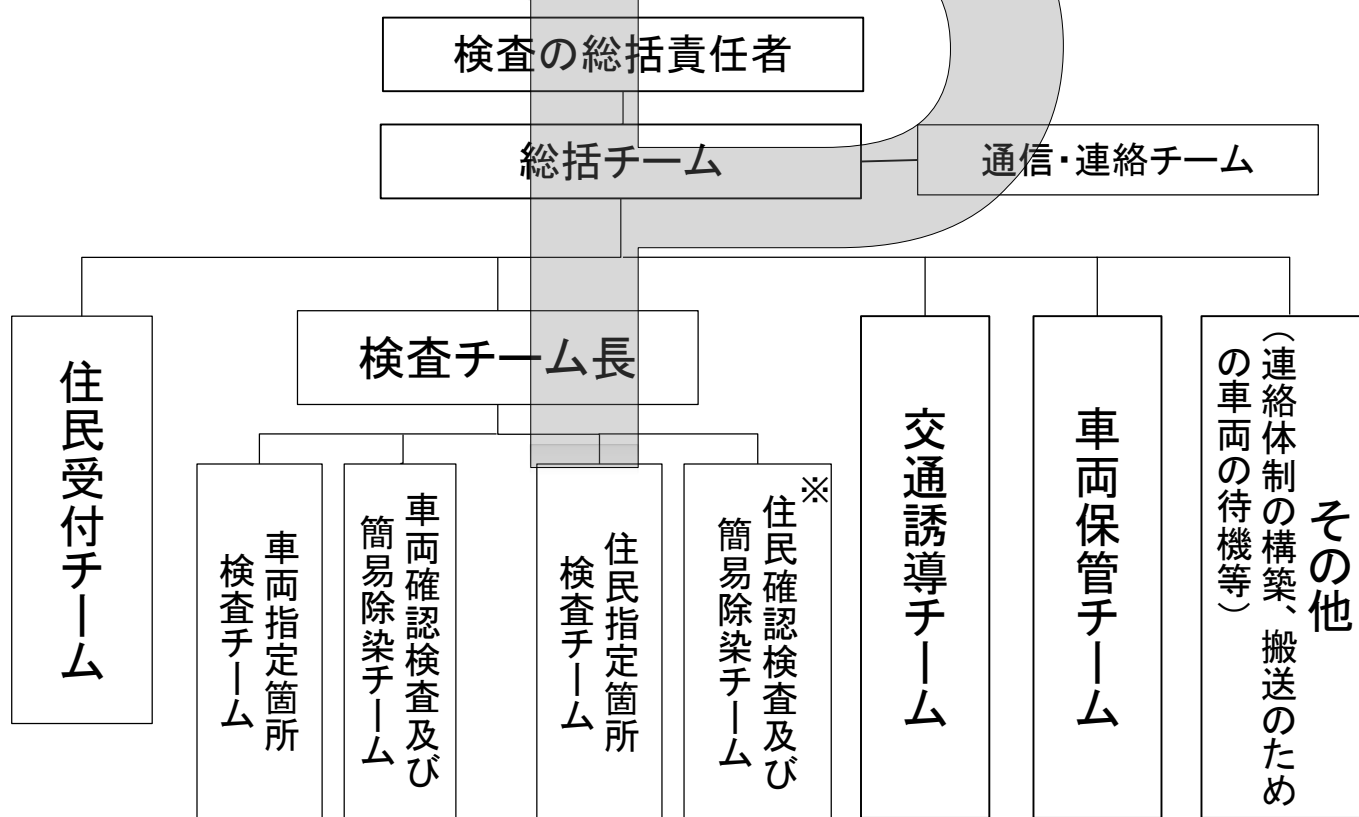 検査の総括責任者
総括チーム
通信・連絡チーム
住民受付チーム
検査チーム長
車両指定箇所
検査チーム
車両確認検査及び
簡易除染チーム
住民指定箇所
検査チーム
※
住民確認検査及び
簡易除染チーム
交通誘導チーム
車両保管チーム
その他
（連絡体制の構築、搬送のため
の車両の待機等）